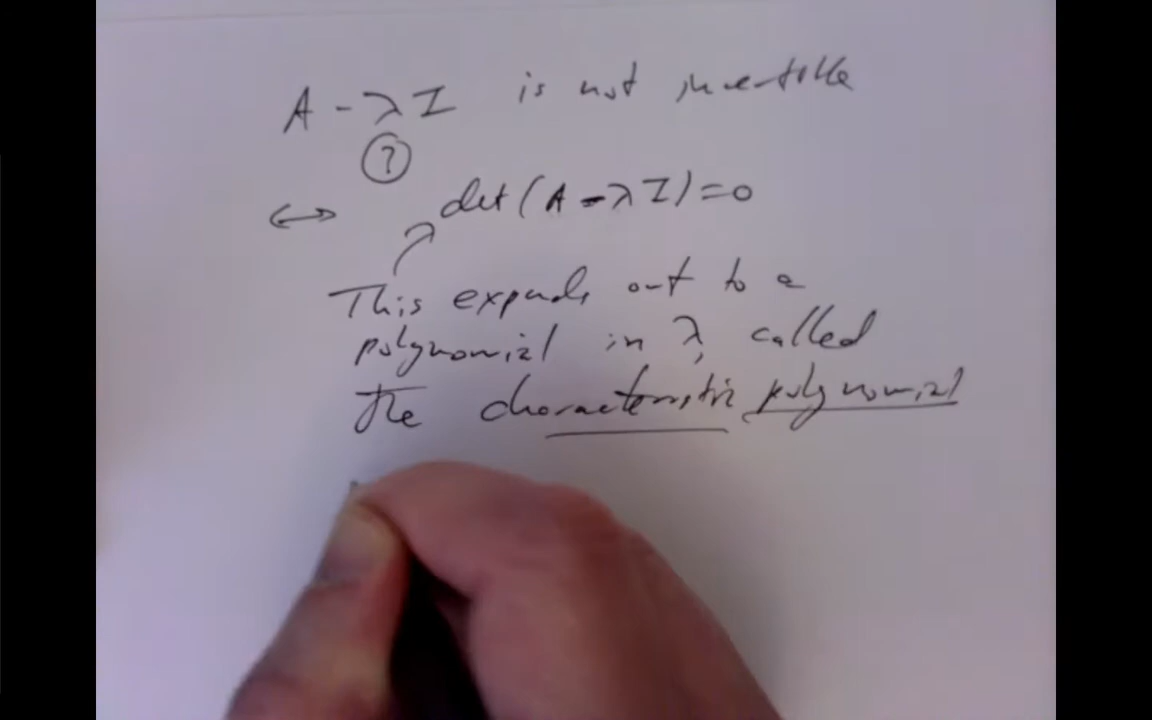 A - λI is not invertible
?
↔ det(A - λI) = 0
This expands out to a
polynomial in λ, called
the characteristic polynomial